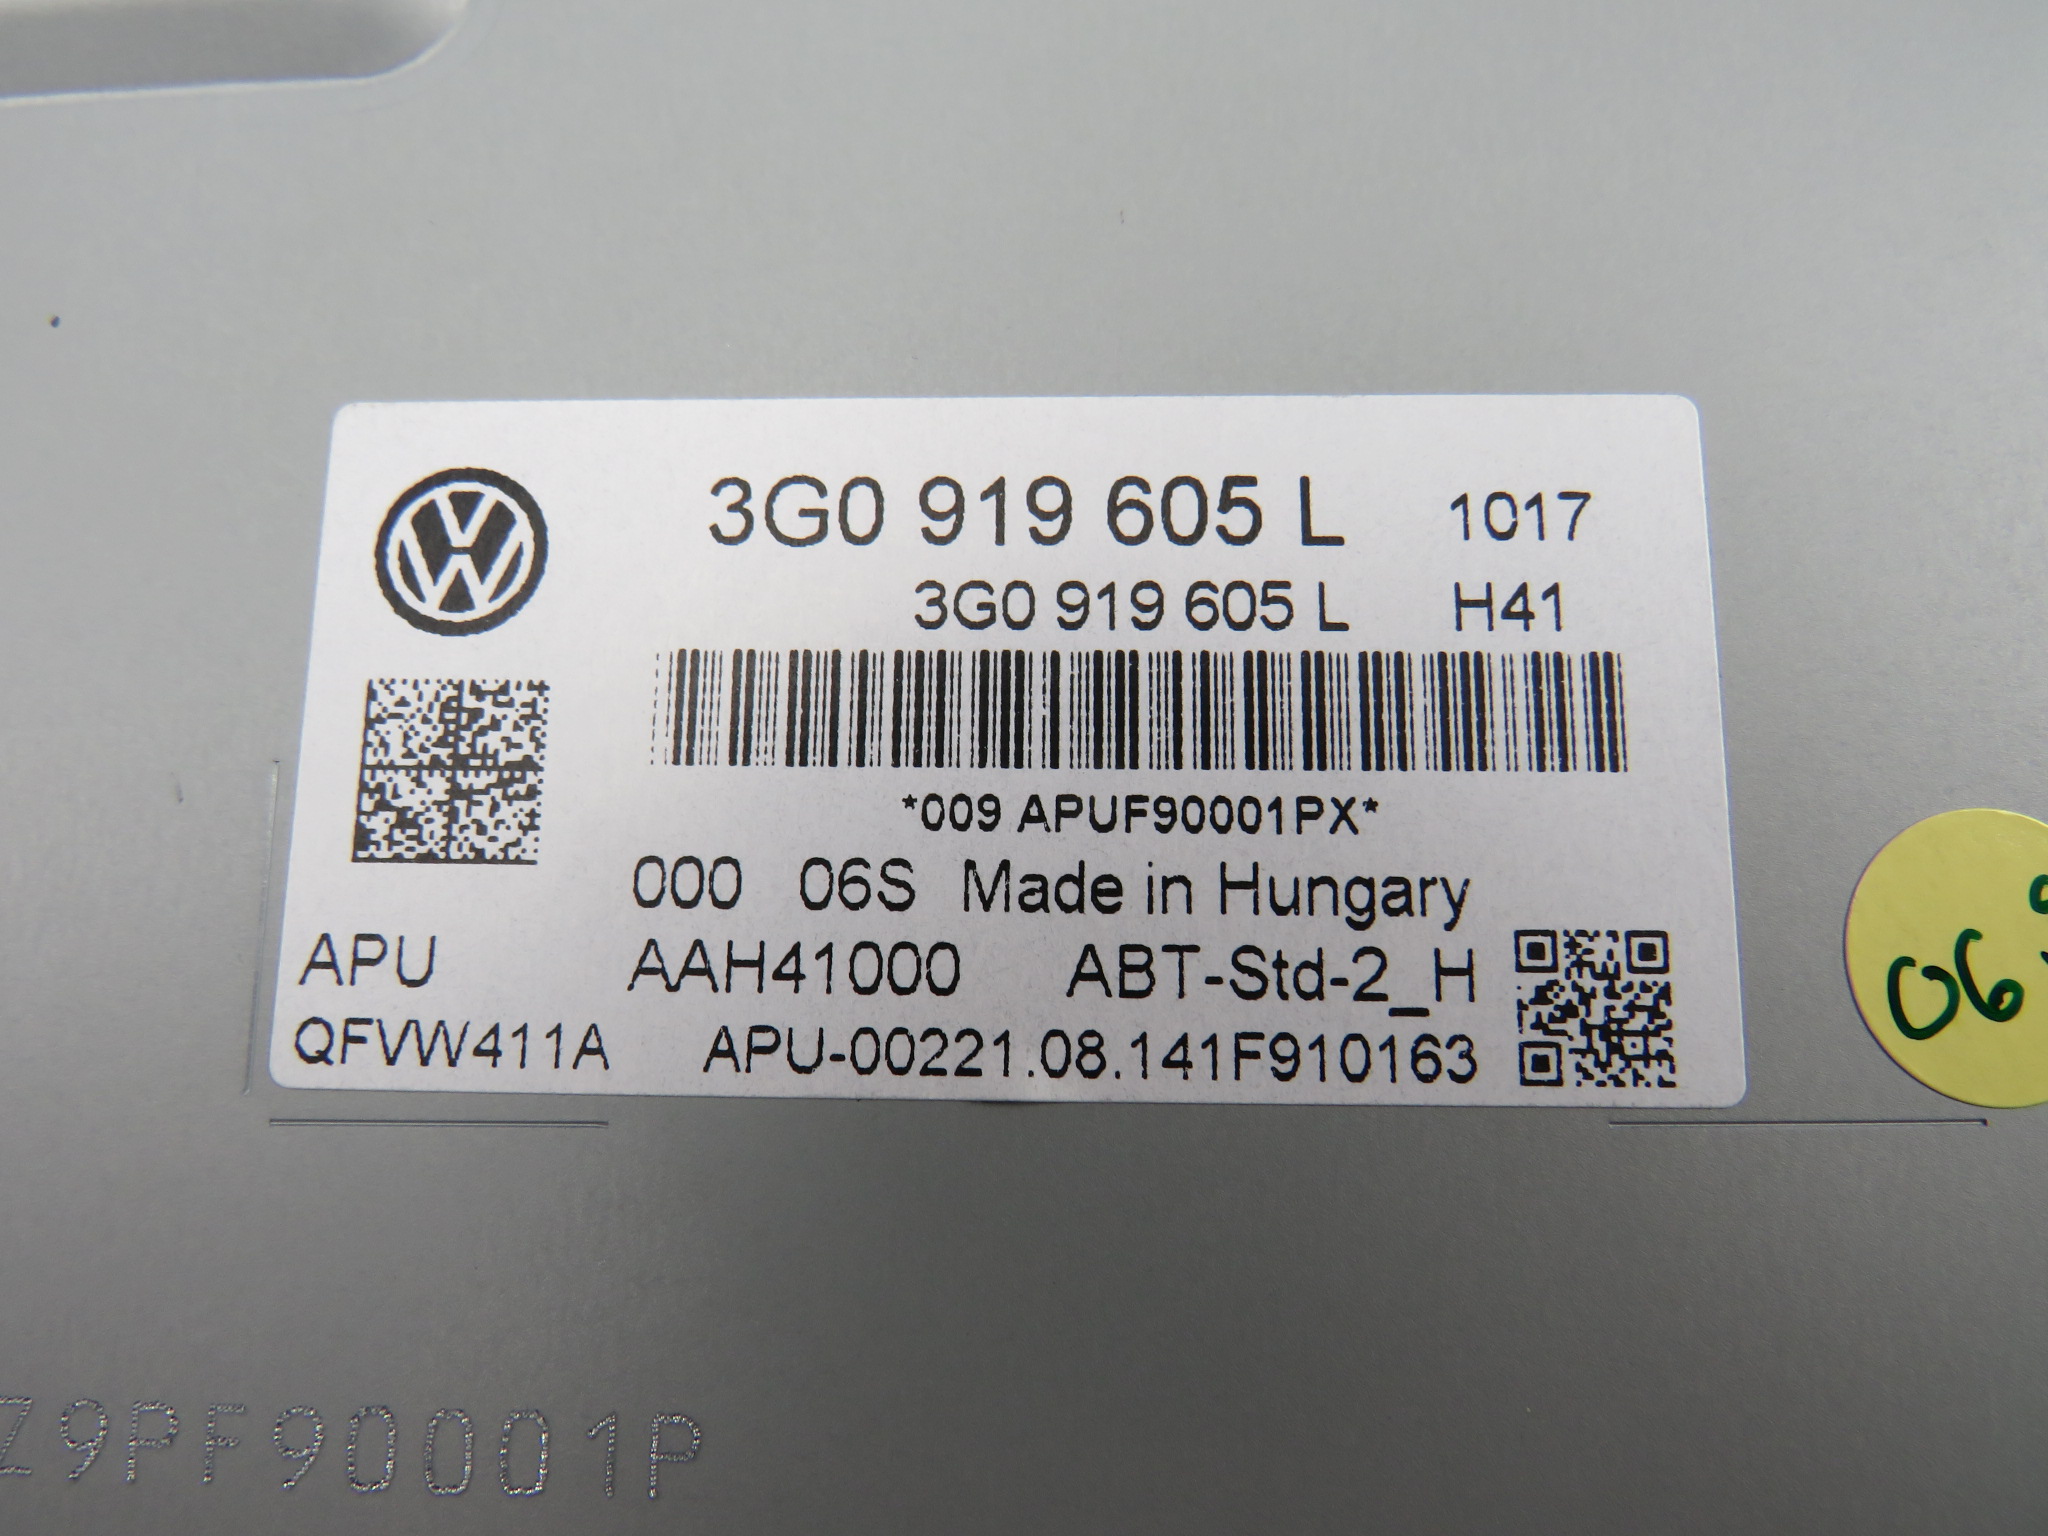 3G0 919 605 L 1017
3G0 919 605 L H41
*009 APUF90001PX*
000 06S Made in Hungary
APU AAH41000 ABT-Std-2_H
QFVW411A APU-00221.08.141F910163
06
Z9PF90001P